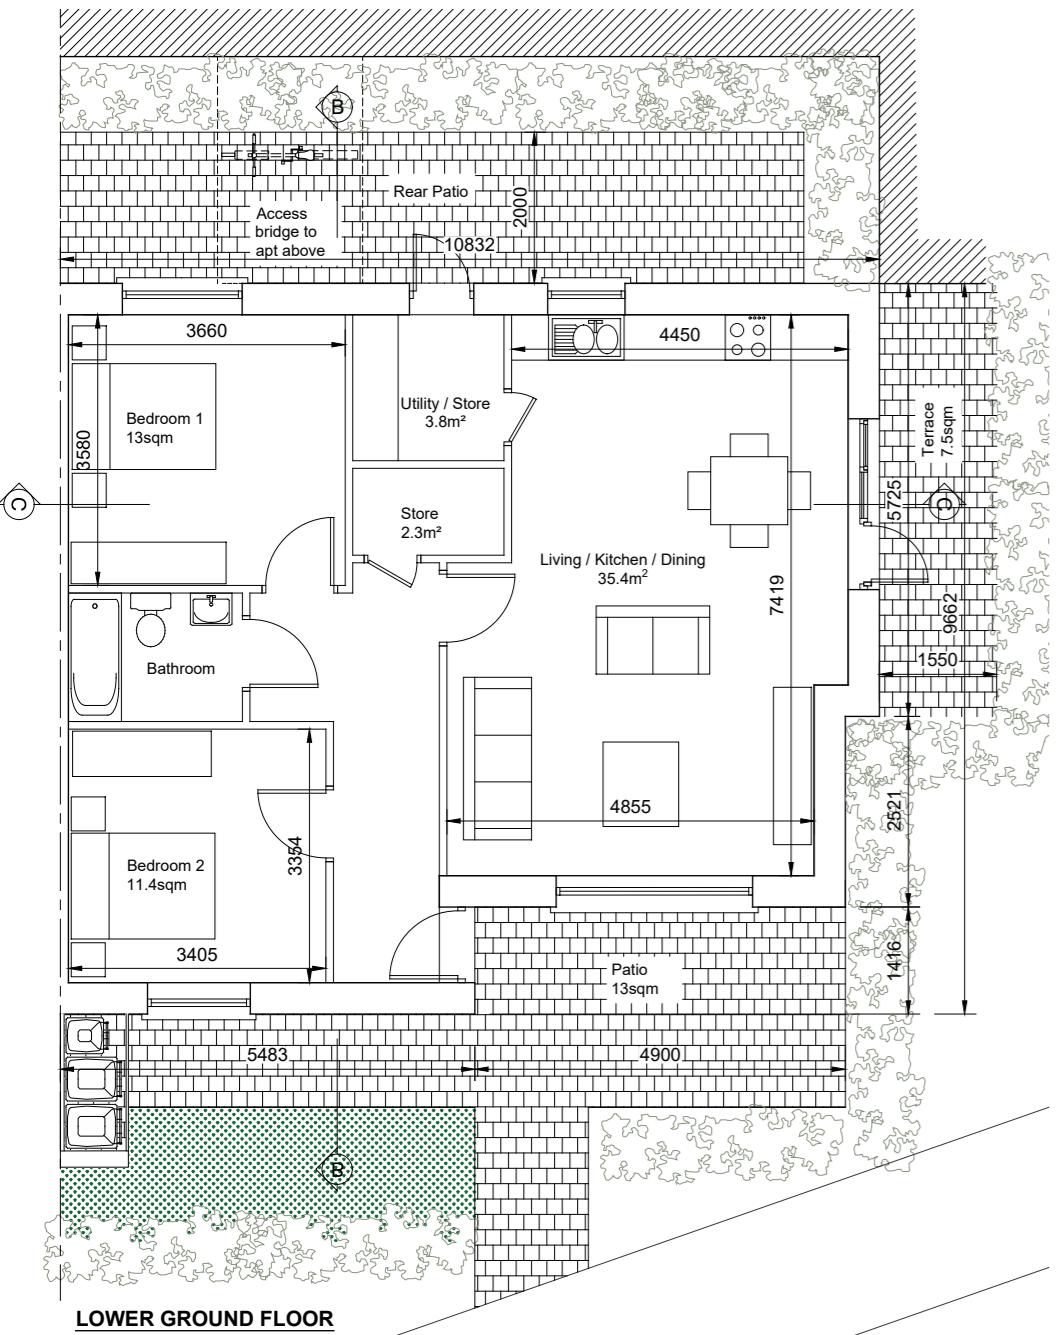 B
Rear Patio
2000
Access
bridge to
apt above
10832
3660
4450
Utility / Store
3.8m²
Bedroom 1
13sqm
3580
Terrace
7.5sqm
C
C
5725
Store
2.3m²
Living / Kitchen / Dining
35.4m²
7419
9662
1550
Bathroom
4855
2521
3354
Bedroom 2
11.4sqm
3405
Patio
13sqm
1416
5483
4900
B
LOWER GROUND FLOOR